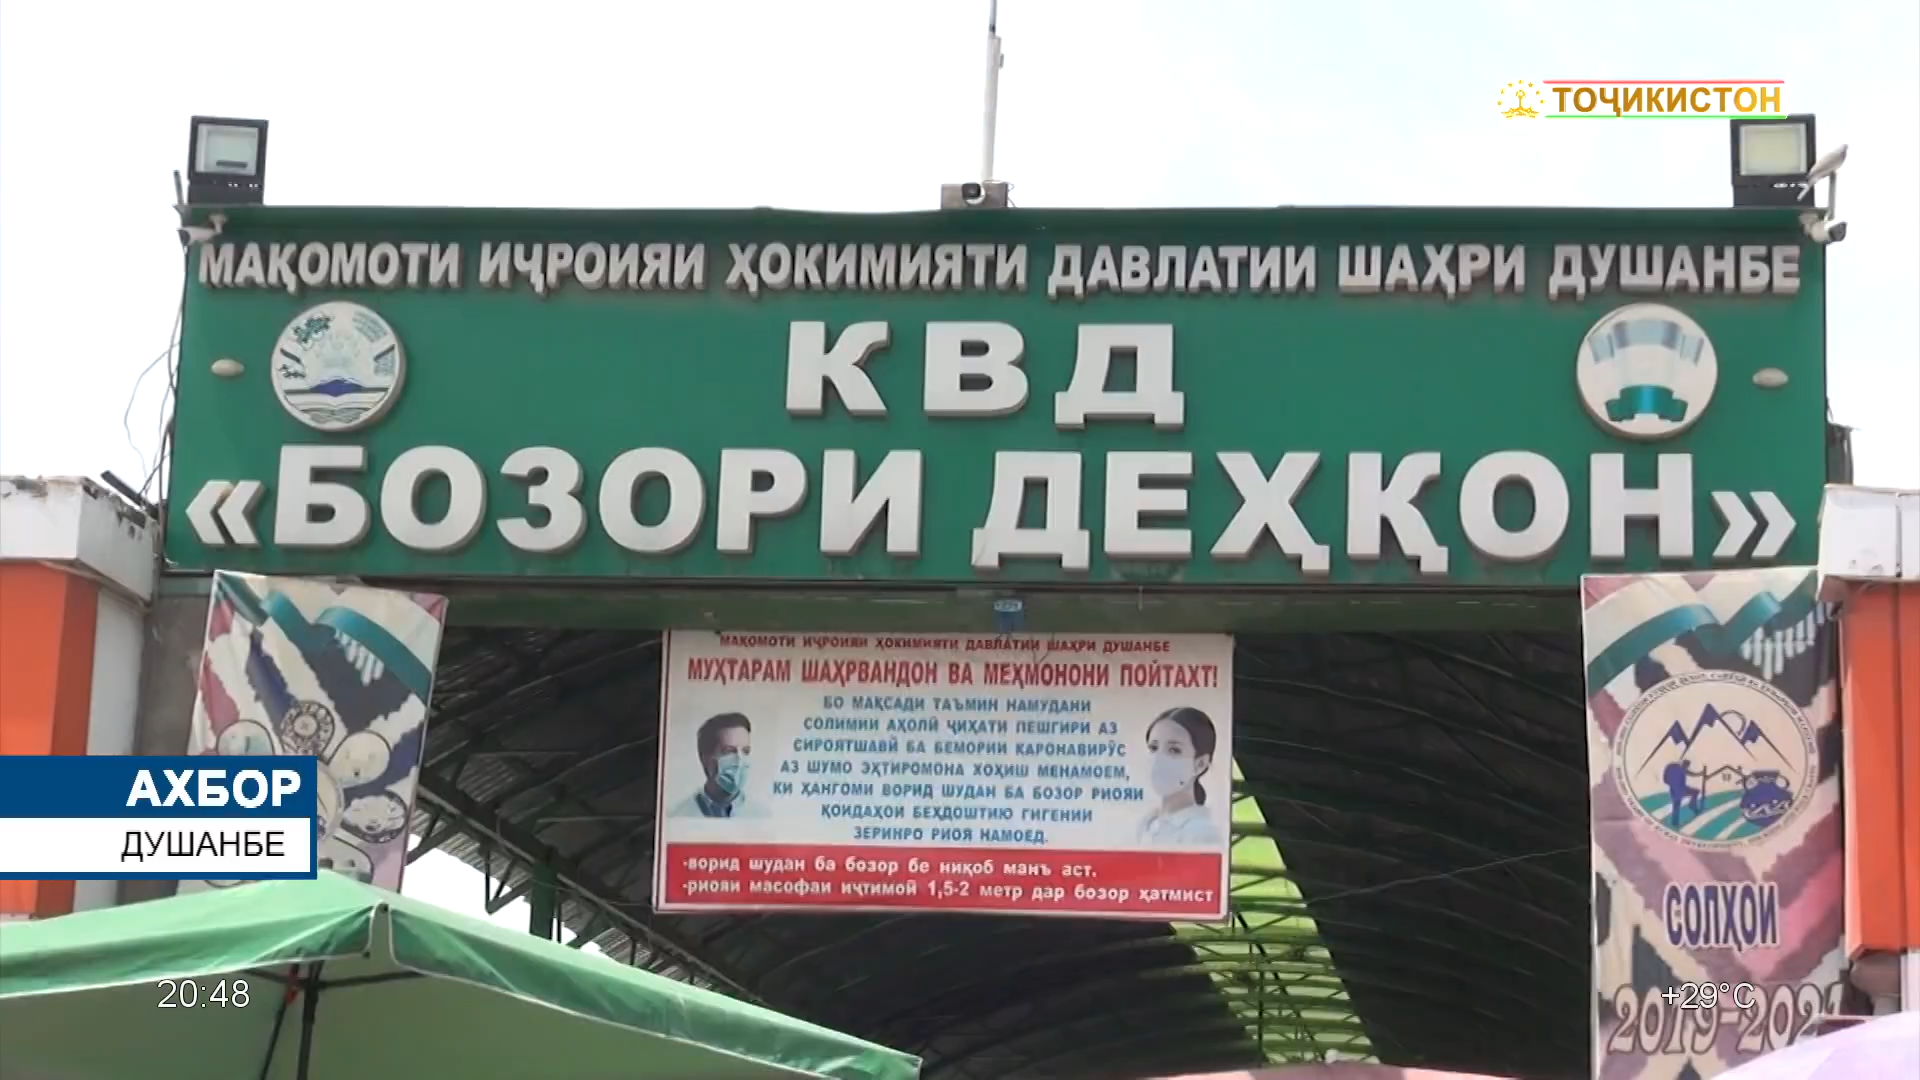 ТОҶИКИСТОН
МАҚОМОТИ ИҶРОИЯИ ҲОКИМИЯТИ ДАВЛАТИИ ШАҲРИ ДУШАНБЕ
КВД
«БОЗОРИ ДЕҲҚОН»
МАҚОМОТИ ИҶРОИЯИ ҲОКИМИЯТИ ДАВЛАТИИ ШАҲРИ ДУШАНБЕ
МУҲТАРАМ ШАҲРВАНДОН ВА МЕҲМОНОНИ ПОЙТАХТ!
БО МАҚСАДИ ТАЪМИН НАМУДАНИ
СОЛИМИИ АҲОЛӢ ҶИҲАТИ ПЕШГИРИ АЗ
СИРОЯТШАВӢ БА БЕМОРИИ КАРОНАВИРӮС
АЗ ШУМО ЭҲТИРОМОНА ХОҲИШ МЕНАМОЕМ,
КИ ҲАНГОМИ ВОРИД ШУДАН БА БОЗОР РИОЯИ
ҚОИДАҲОИ БЕҲДОШТИЮ ГИГЕНИИ
ЗЕРИНРО РИОЯ НАМОЕД.
-ворид шудан ба бозор бе ниқоб манъ аст.
-риояи масофаи иҷтимоӣ 1,5-2 метр дар бозор ҳатмист
СОЛҲОИ
2019-2021
АХБОР
ДУШАНБЕ
20:48
+29°C